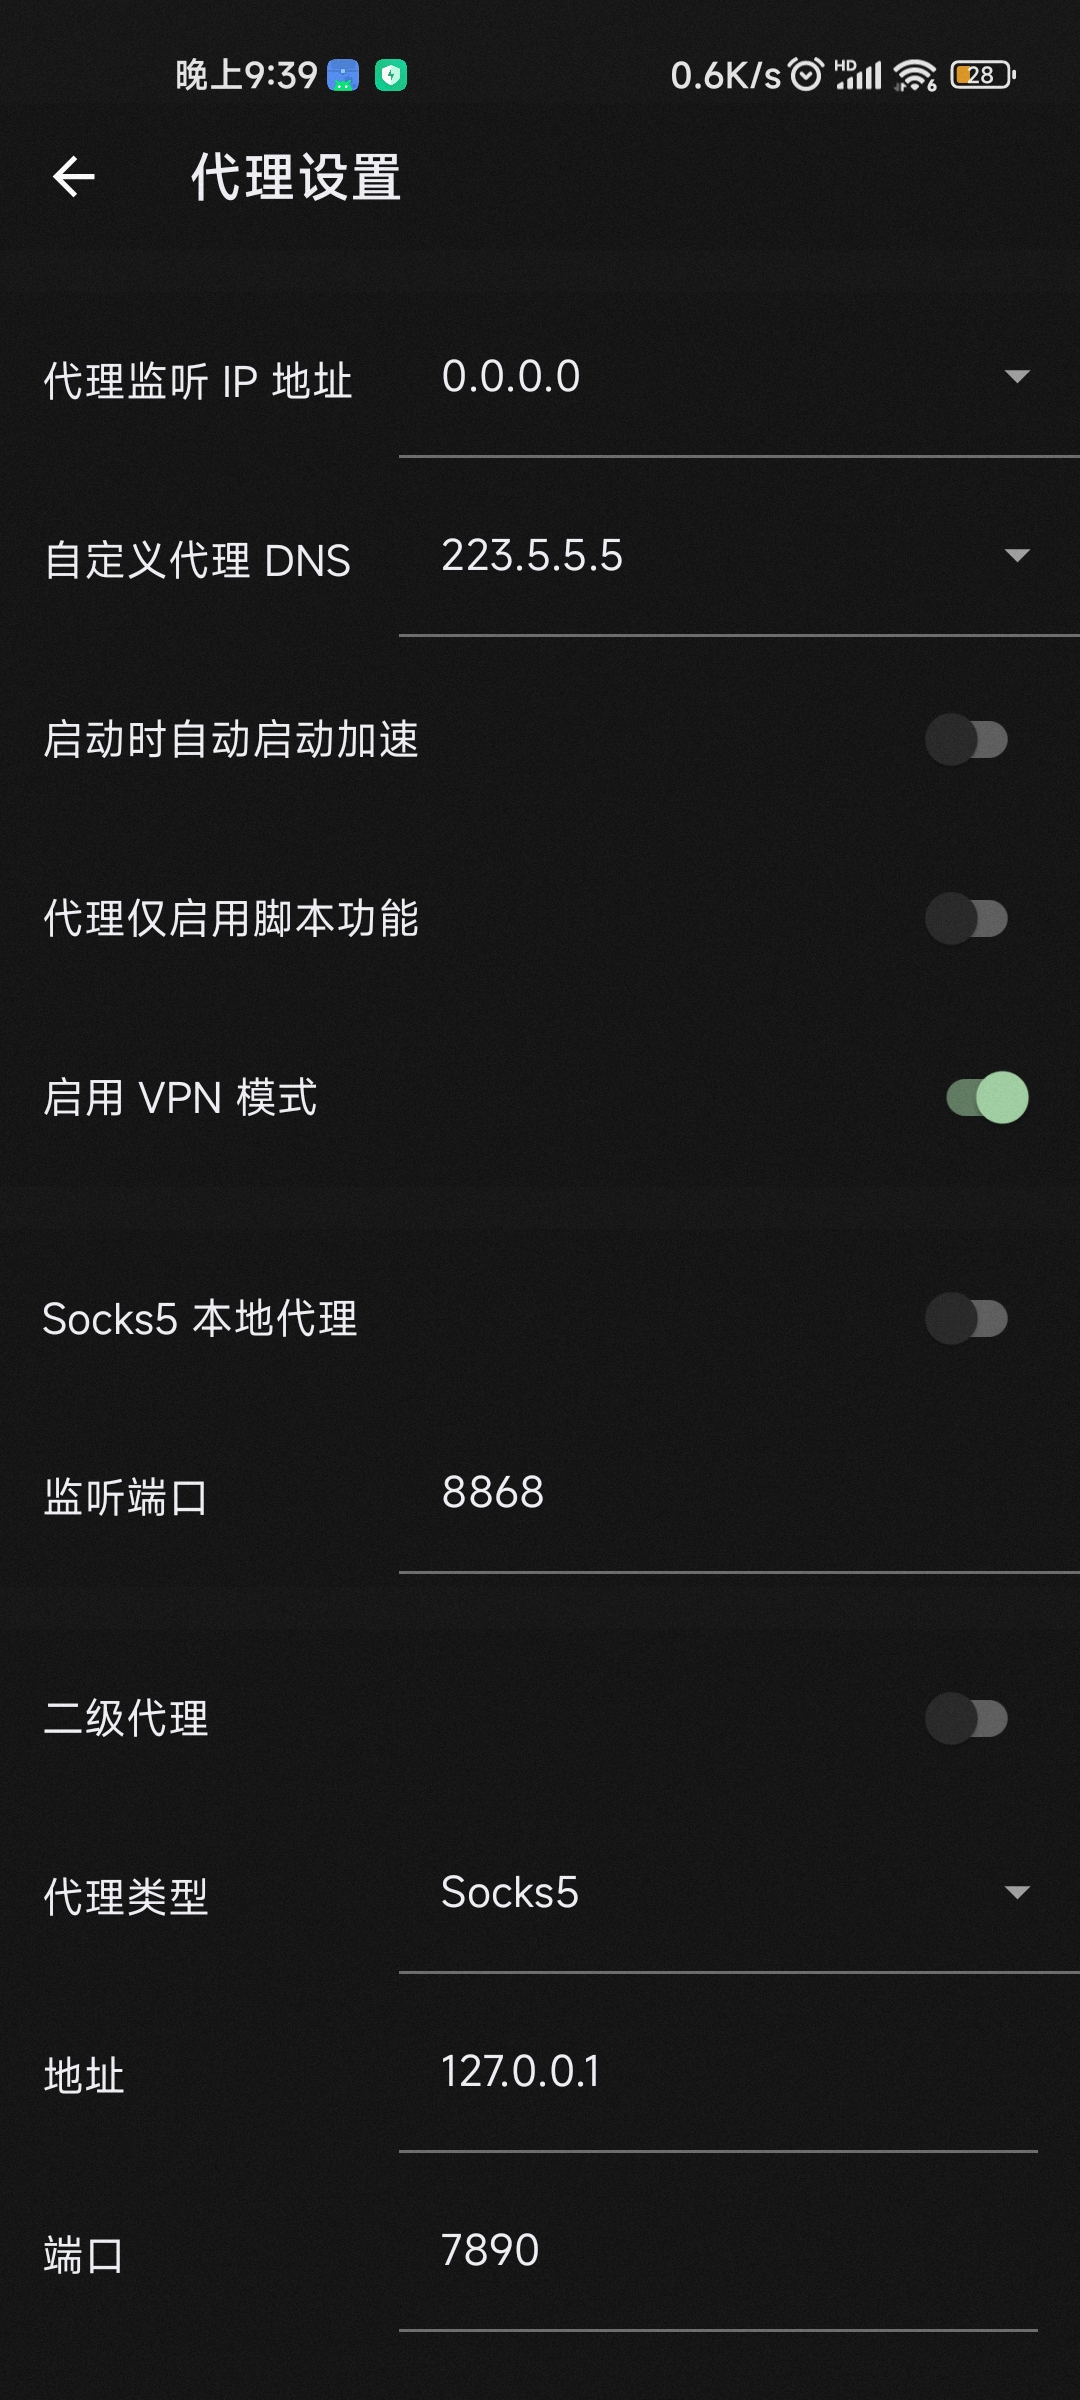 晚上9:39 0.6K/s HD 6 28
代理设置
代理监听 IP 地址 0.0.0.0
自定义代理 DNS 223.5.5.5
启动时自动启动加速
代理仅启用脚本功能
启用 VPN 模式
Socks5 本地代理
监听端口 8868
二级代理
代理类型 Socks5
地址 127.0.0.1
端口 7890